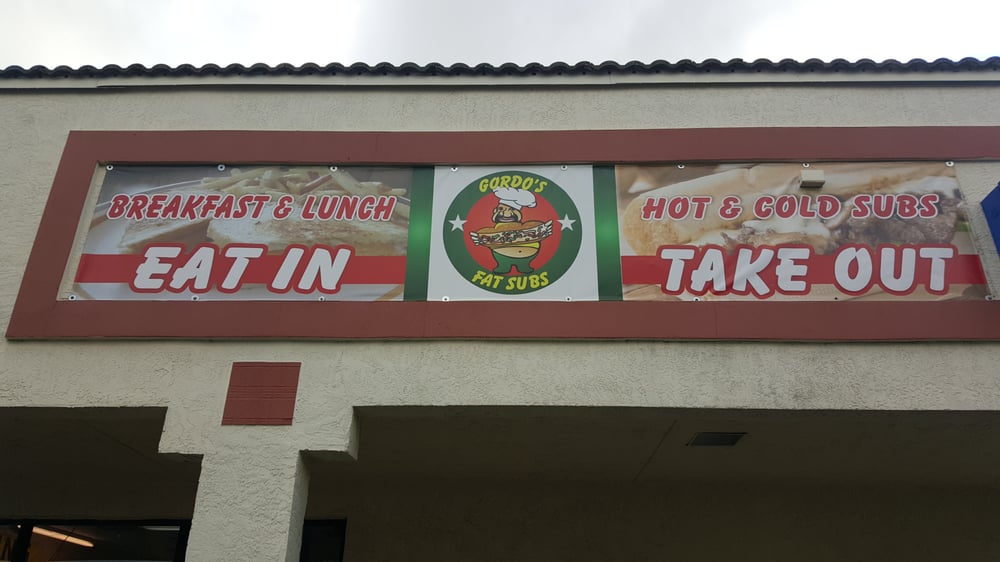 BREAKFAST & LUNCH
EAT IN
GORDO'S
FAT SUBS
HOT & COLD SUBS
TAKE OUT